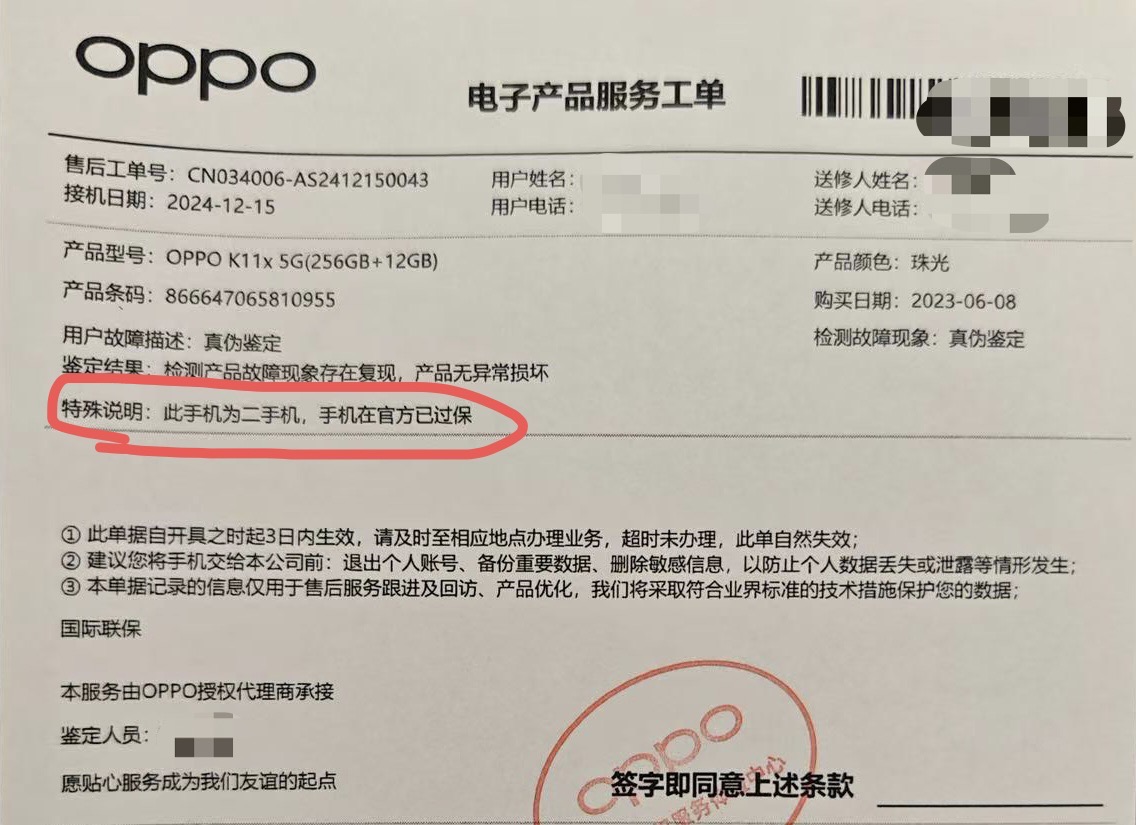 oppo
电子产品服务工单
售后工单号：CN034006-AS2412150043 用户姓名： 送修人姓名：
接机日期：2024-12-15 用户电话： 送修人电话：
产品型号：OPPO K11x 5G(256GB+12GB) 产品颜色：珠光
产品条码：866647065810955 购买日期：2023-06-08
用户故障描述：真伪鉴定 检测故障现象：真伪鉴定
鉴定结果：检测产品故障现象存在复现，产品无异常损坏
特殊说明：此手机为二手机，手机在官方已过保
① 此单据自开具之时起3日内生效，请及时至相应地点办理业务，超时未办理，此单自然失效；
② 建议您将手机交给本公司前：退出个人账号、备份重要数据、删除敏感信息，以防止个人数据丢失或泄露等情形发生；
③ 本单据记录的信息仅用于售后服务跟进及回访、产品优化，我们将采取符合业界标准的技术措施保护您的数据；
国际联保
本服务由OPPO授权代理商承接
鉴定人员：
愿贴心服务成为我们友谊的起点
oppo
签字即同意上述条款